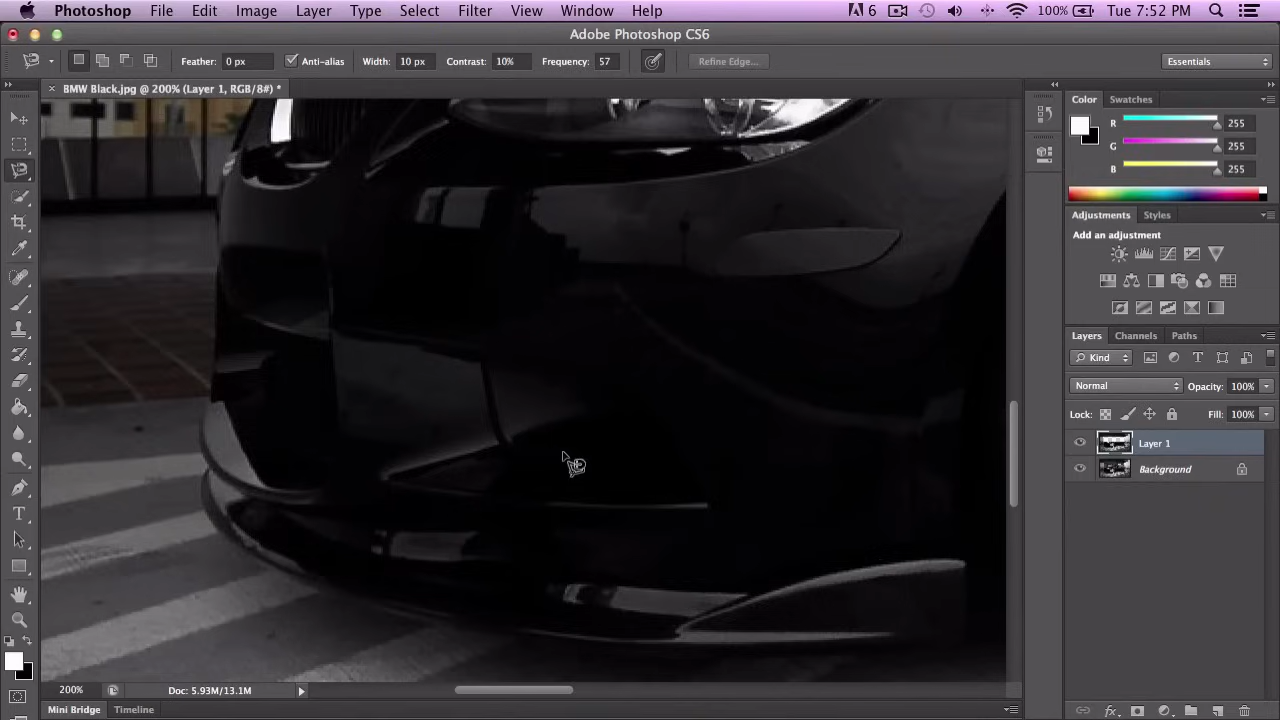 Photoshop File Edit Image Layer Type Select Filter View Window Help 6 100% Tue 7:52 PM
Adobe Photoshop CS6
Feather: 0 px Anti-alias Width: 10 px Contrast: 10% Frequency: 57 Refine Edge... Essentials
× BMW Black.jpg @ 200% (Layer 1, RGB/8#) *
Color Swatches
R 255
G 255
B 255
Adjustments Styles
Add an adjustment
Layers Channels Paths
Kind
Normal Opacity: 100%
Lock: Fill: 100%
Layer 1
Background
200% Doc: 5.93M/13.1M
fx
Mini Bridge Timeline